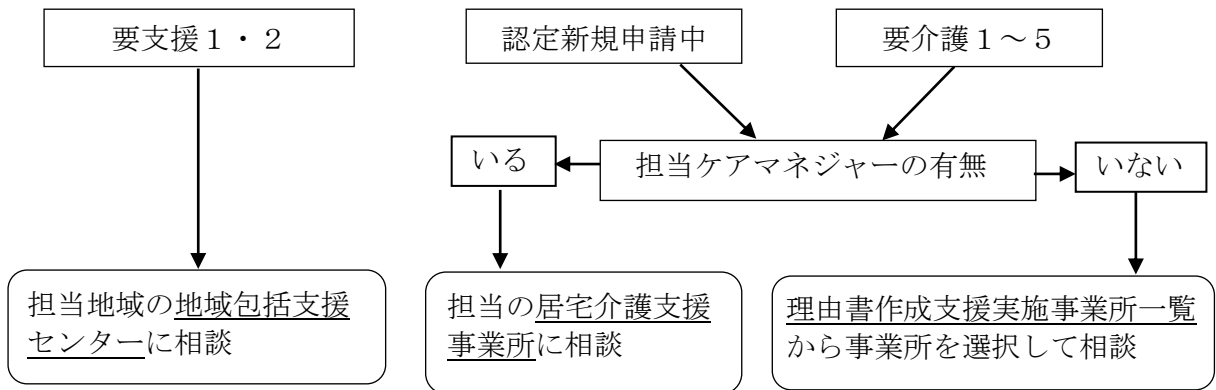 要支援１・２
認定新規申請中
要介護１～５
いる
担当ケアマネジャーの有無
いない
担当地域の地域包括支援
センターに相談
担当の居宅介護支援
事業所に相談
理由書作成支援実施事業所一覧
から事業所を選択して相談